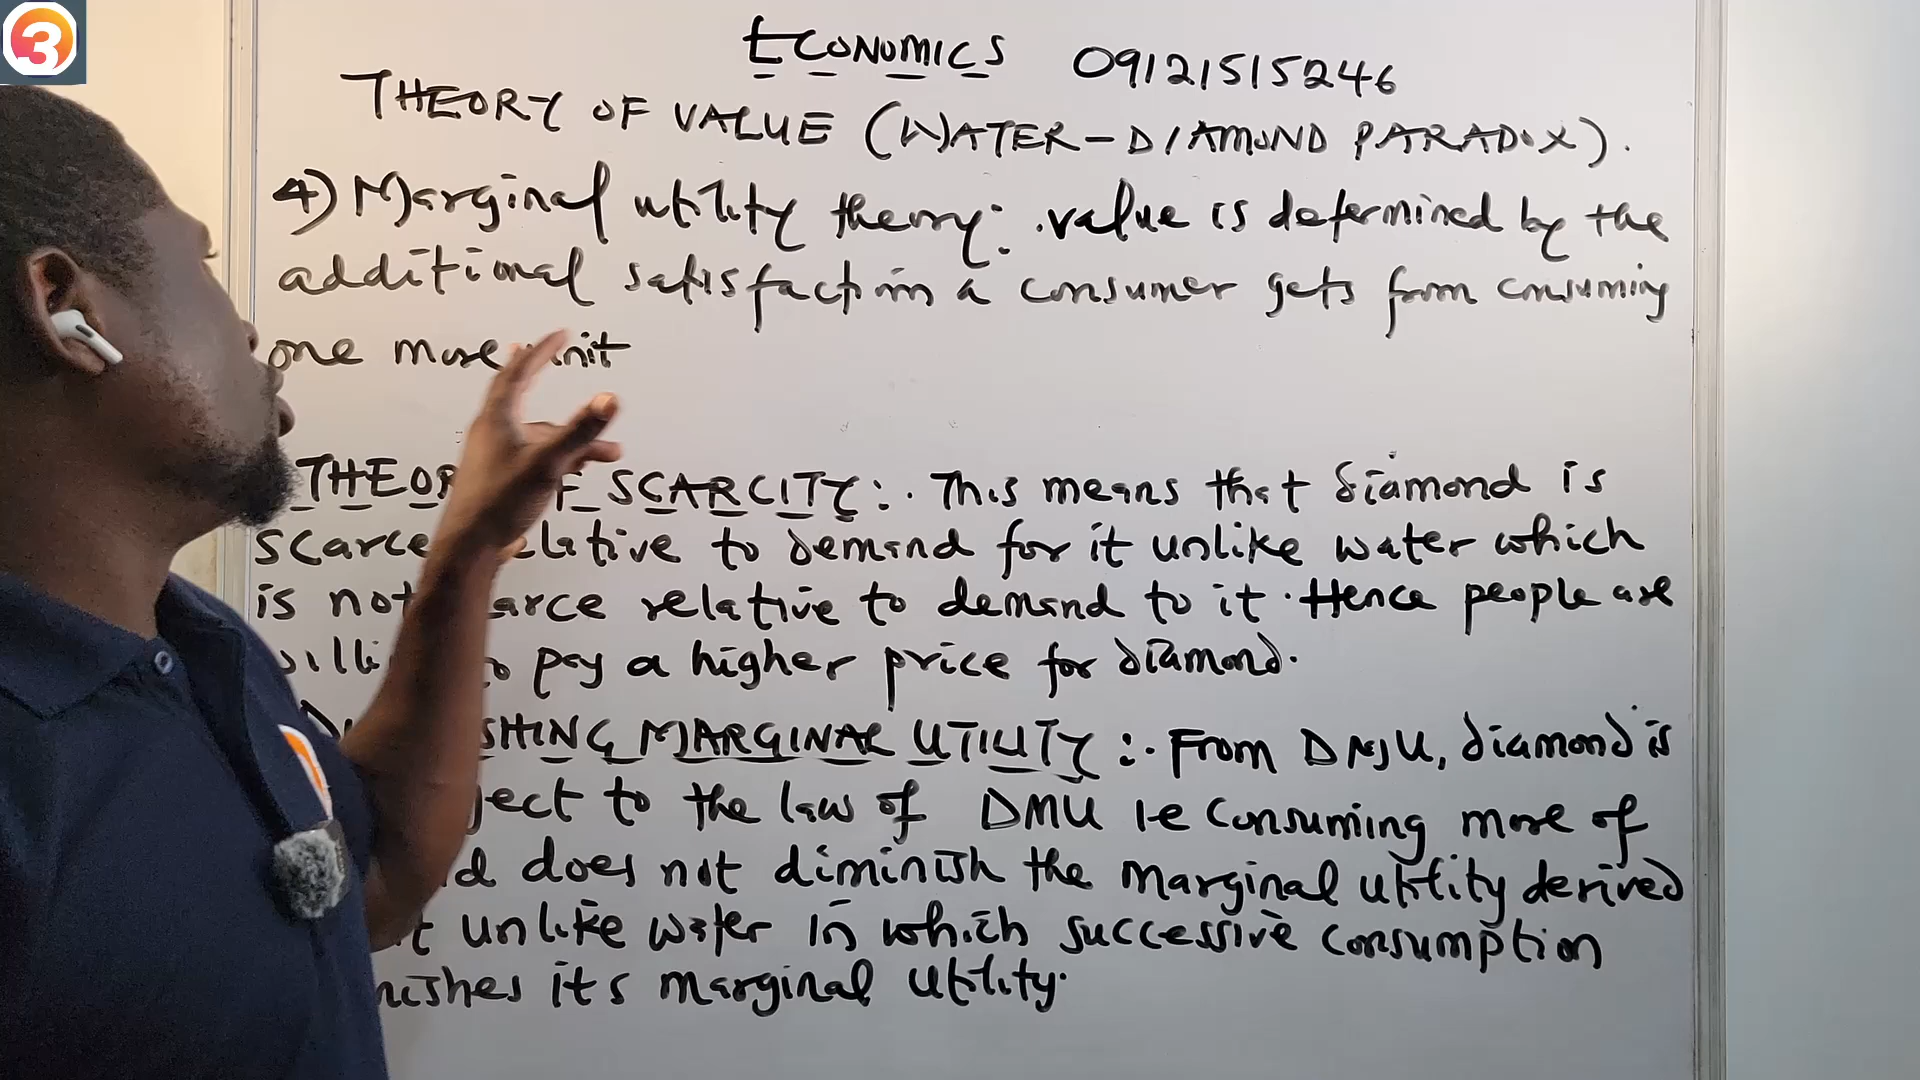 3
ECONOMICS 09121515246
THEORY OF VALUE (WATER-DIAMOND PARADOX).
4) Marginal utility theory:. value is determined by the
additional satisfaction a consumer gets from consuming
one more unit
THEOR F SCARCITY:. This means that diamond is
scarce relative to demand for it unlike water which
is not arce relative to demand to it. Hence people are
to pay a higher price for diamond.
SHING MARGINAL UTILITY:. From DMU, diamond is
ject to the law of DMU i.e consuming more of
d does not diminish the marginal utility derived
it unlike water in which successive consumption
nishes its marginal utility.